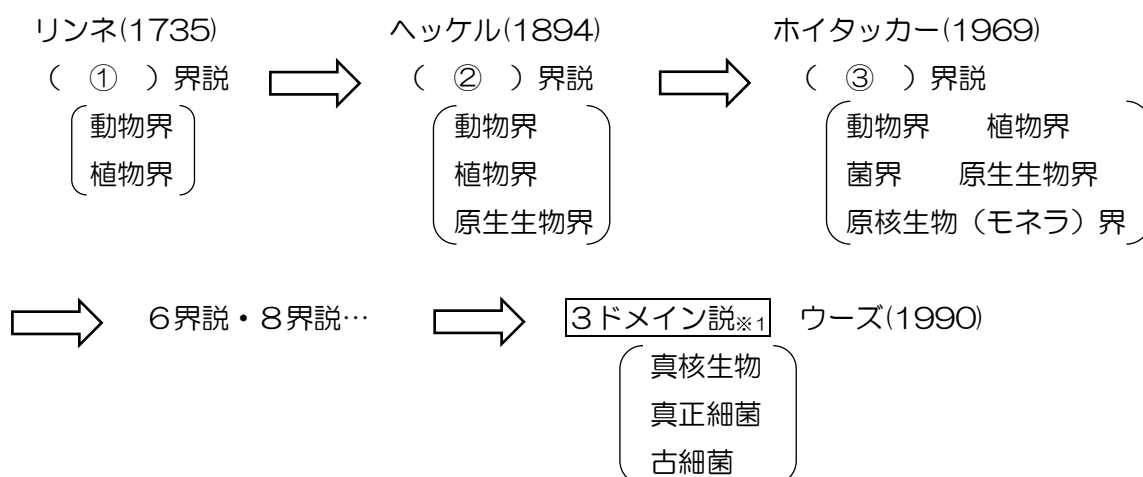 リンネ(1735) ヘッケル(1894) ホイタッカー(1969)
( ① )界説 ( ② )界説 ( ③ )界説
動物界 動物界 動物界 植物界
植物界 植物界 菌界 原生生物界
原生生物界 原核生物(モネラ)界
6界説・8界説… 3ドメイン説※1 ウーズ(1990)
真核生物
真正細菌
古細菌